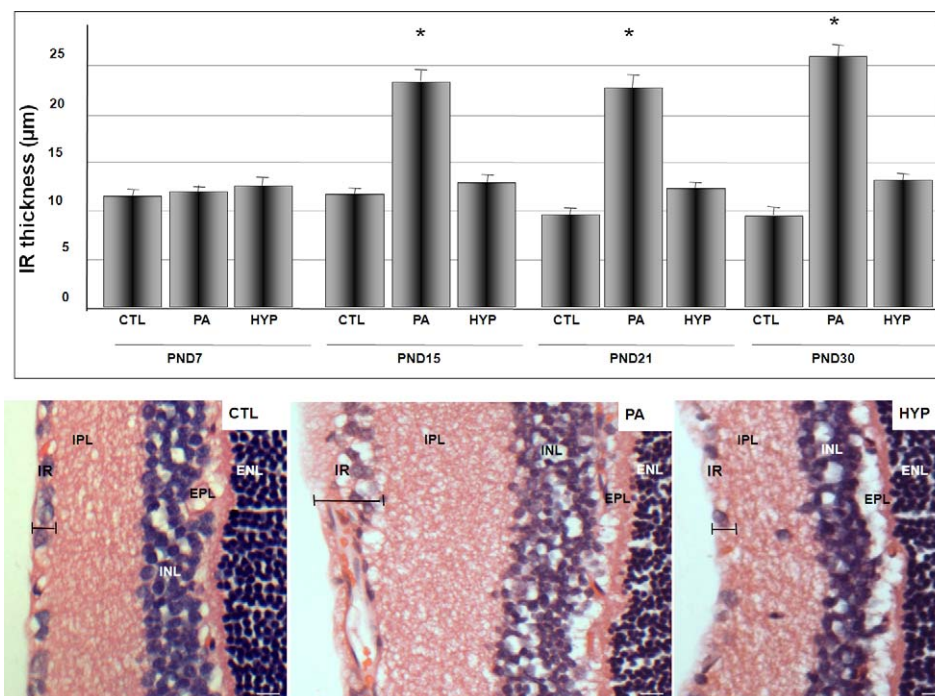 * * *
25
20
15
10
5
0
IR thickness (µm)
CTL PA HYP CTL PA HYP CTL PA HYP CTL PA HYP
PND7 PND15 PND21 PND30
CTL
IPL
IR
ENL
EPL
INL
PA
IPL
INL
IR
ENL
EPL
HYP
IPL
INL
IR
ENL
EPL